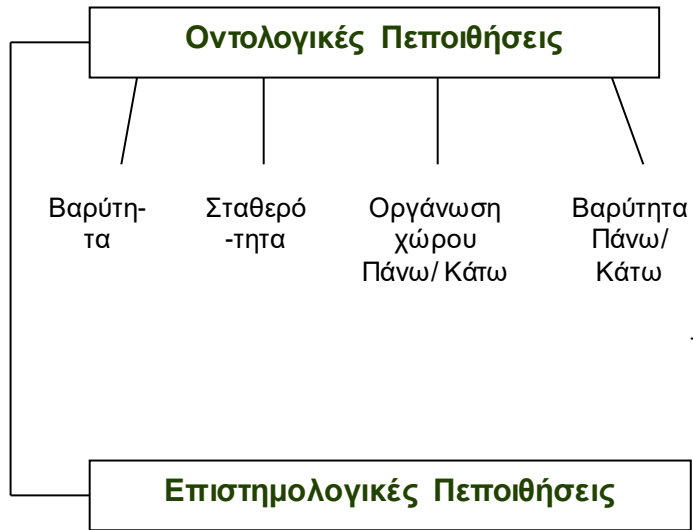 Οντολογικές Πεποιθήσεις
Βαρύτη-
τα
Σταθερό
-τητα
Οργάνωση
χώρου
Πάνω/ Κάτω
Βαρύτητα
Πάνω/
Κάτω
Επιστημολογικές Πεποιθήσεις